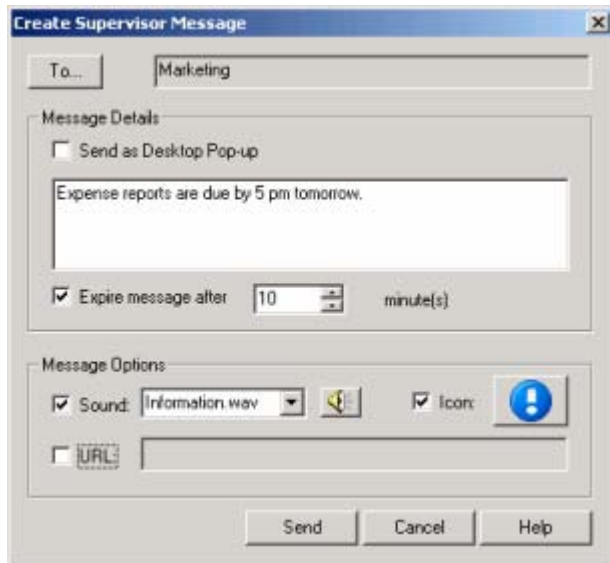 Create Supervisor Message
To... Marketing
Message Details
Send as Desktop Pop-up
Expense reports are due by 5 pm tomorrow.
Expire message after 10 minute(s)
Message Options
Sound: Information.wav Icon:
URL:
Send Cancel Help